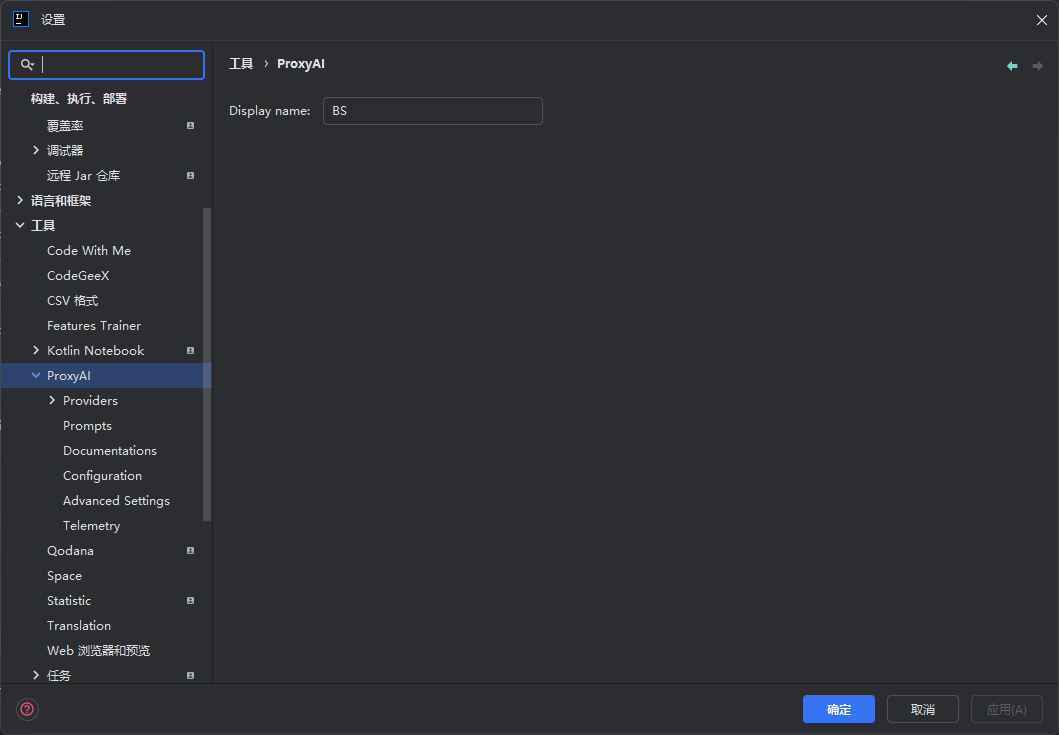 设置
工具 › ProxyAI
Display name: BS
构建、执行、部署
覆盖率
调试器
远程 Jar 仓库
语言和框架
工具
Code With Me
CodeGeeX
CSV 格式
Features Trainer
Kotlin Notebook
ProxyAI
Providers
Prompts
Documentations
Configuration
Advanced Settings
Telemetry
Qodana
Space
Statistic
Translation
Web 浏览器和预览
任务
确定
取消
应用(A)